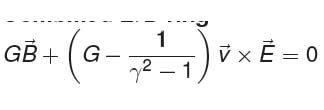 G\vec{B} + \left( G - \frac{1}{\gamma^2 - 1} \right) \vec{v} \times \vec{E} = 0